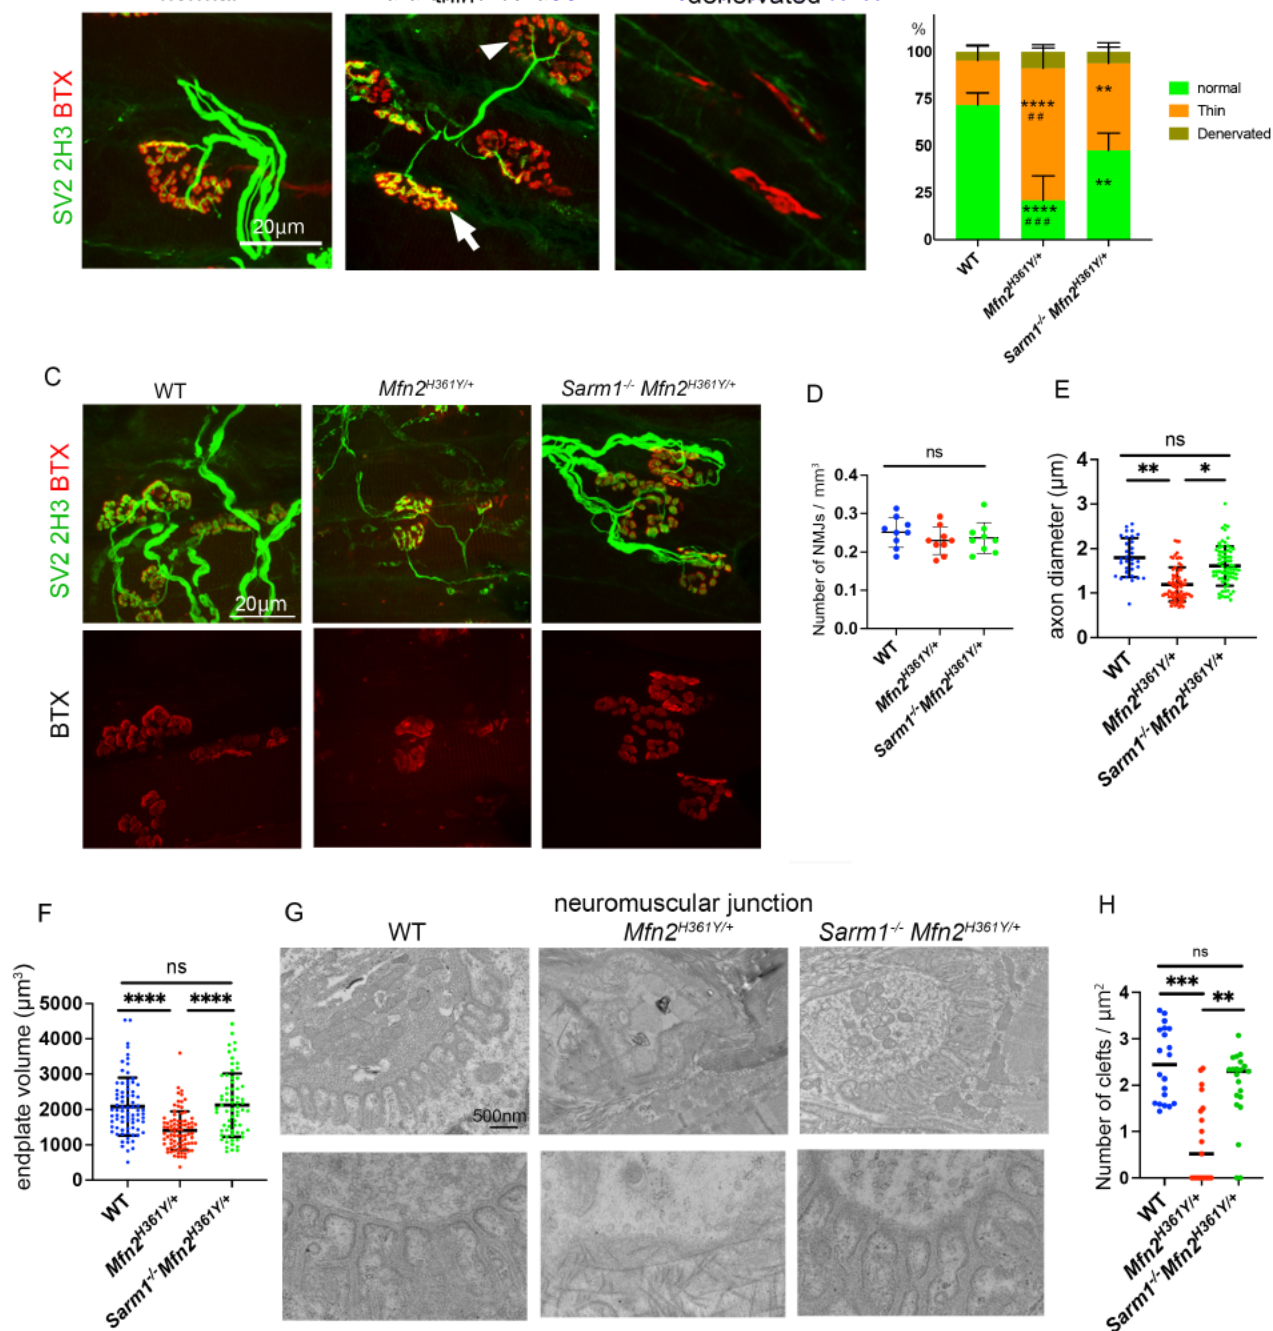 denervated
SV2 2H3 BTX
20µm
%
100
75
50
25
0
****
##
****
###
**
**
normal
Thin
Denervated
WT
Mfn2H361Y/+
Sarm1-/- Mfn2H361Y/+
C
WT
Mfn2H361Y/+
Sarm1-/- Mfn2H361Y/+
SV2 2H3 BTX
20µm
BTX
D
ns
Number of NMJs / mm3
0.4
0.3
0.2
0.1
0.0
WT
Mfn2H361Y/+
Sarm1-/-Mfn2H361Y/+
E
ns
** *
axon diameter (µm)
4
3
2
1
0
WT
Mfn2H361Y/+
Sarm1-/-Mfn2H361Y/+
F
ns
**** ****
endplate volume (µm3)
5000
4000
3000
2000
1000
0
WT
Mfn2H361Y/+
Sarm1-/-Mfn2H361Y/+
G
neuromuscular junction
WT
Mfn2H361Y/+
Sarm1-/- Mfn2H361Y/+
500nm
H
ns
*** **
Number of clefts / µm2
4
3
2
1
0
WT
Mfn2H361Y/+
Sarm1-/-Mfn2H361Y/+